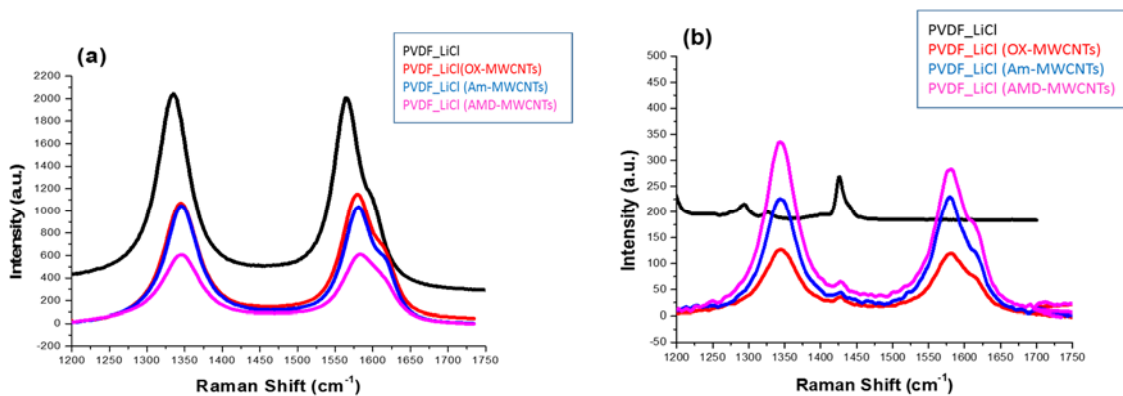 (a)
PVDF_LiCl
PVDF_LiCl(OX-MWCNTs)
PVDF_LiCl (Am-MWCNTs)
PVDF_LiCl (AMD-MWCNTs)
2200
2000
1800
1600
1400
1200
1000
800
600
400
200
0
-200
Intensity (a.u.)
1200 1250 1300 1350 1400 1450 1500 1550 1600 1650 1700 1750
Raman Shift (cm⁻¹)
(b)
PVDF_LiCl
PVDF_LiCl (OX-MWCNTs)
PVDF_LiCl (Am-MWCNTs)
PVDF_LiCl (AMD-MWCNTs)
500
450
400
350
300
250
200
150
100
50
0
-50
Intensity (a.u.)
1200 1250 1300 1350 1400 1450 1500 1550 1600 1650 1700 1750
Raman Shift (cm⁻¹)